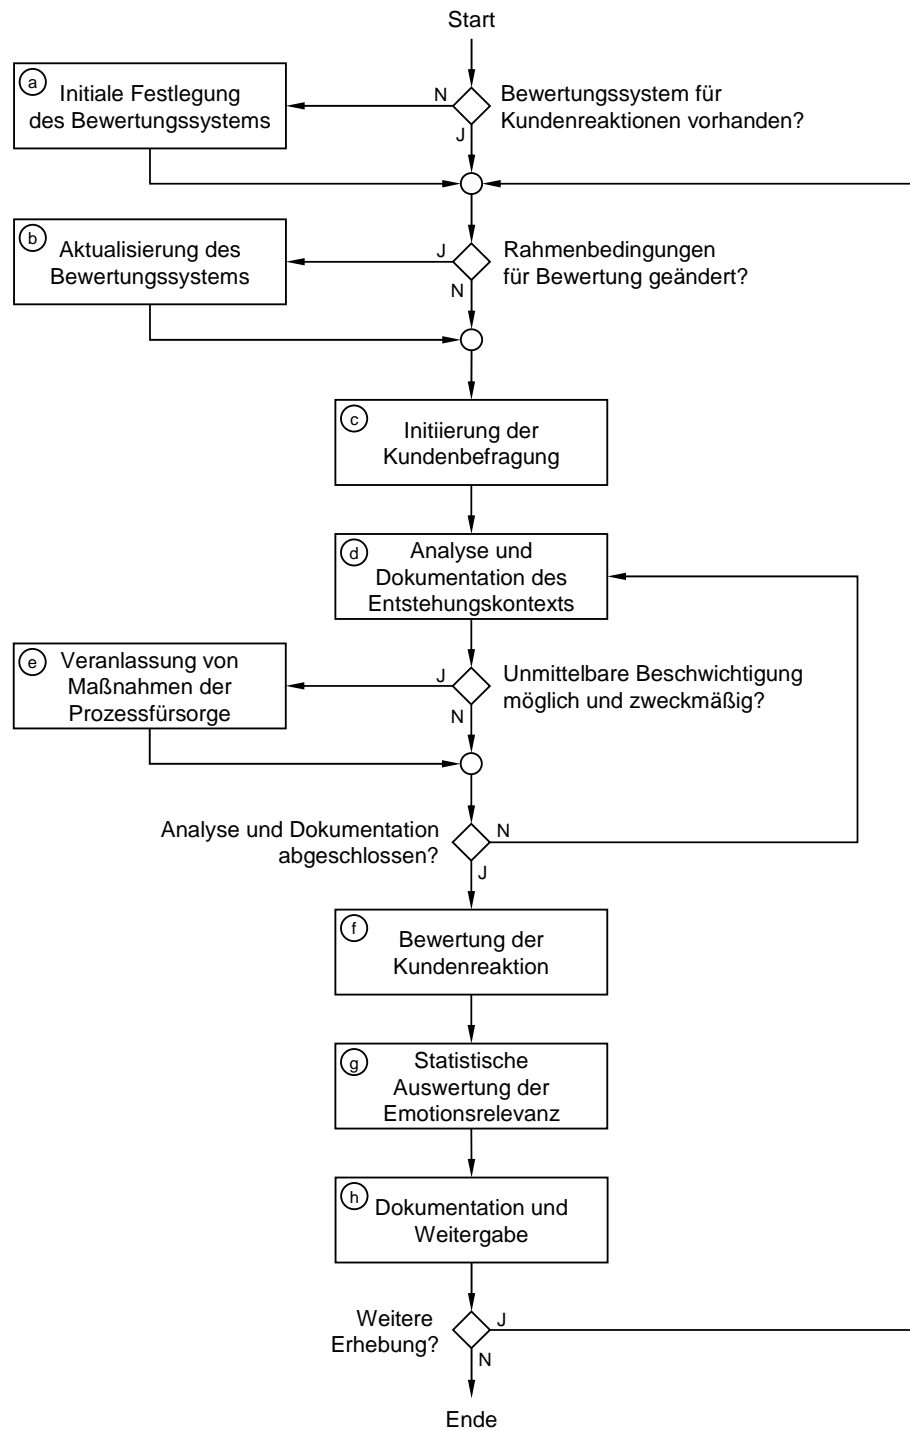 Start
a
Initiale Festlegung
des Bewertungssystems
N
Bewertungssystem für
Kundenreaktionen vorhanden?
J
b
Aktualisierung des
Bewertungssystems
J
Rahmenbedingungen
für Bewertung geändert?
N
c
Initiierung der
Kundenbefragung
d
Analyse und
Dokumentation des
Entstehungskontexts
e
Veranlassung von
Maßnahmen der
Prozessfürsorge
J
Unmittelbare Beschwichtigung
möglich und zweckmäßig?
N
Analyse und Dokumentation
abgeschlossen?
N
J
f
Bewertung der
Kundenreaktion
g
Statistische
Auswertung der
Emotionsrelevanz
h
Dokumentation und
Weitergabe
Weitere
Erhebung?
J
N
Ende